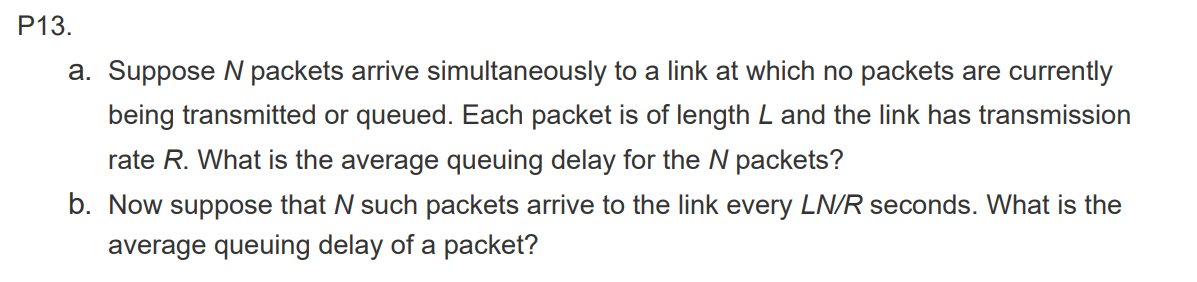 P13.
a. Suppose N packets arrive simultaneously to a link at which no packets are currently
being transmitted or queued. Each packet is of length L and the link has transmission
rate R. What is the average queuing delay for the N packets?
b. Now suppose that N such packets arrive to the link every LN/R seconds. What is the
average queuing delay of a packet?